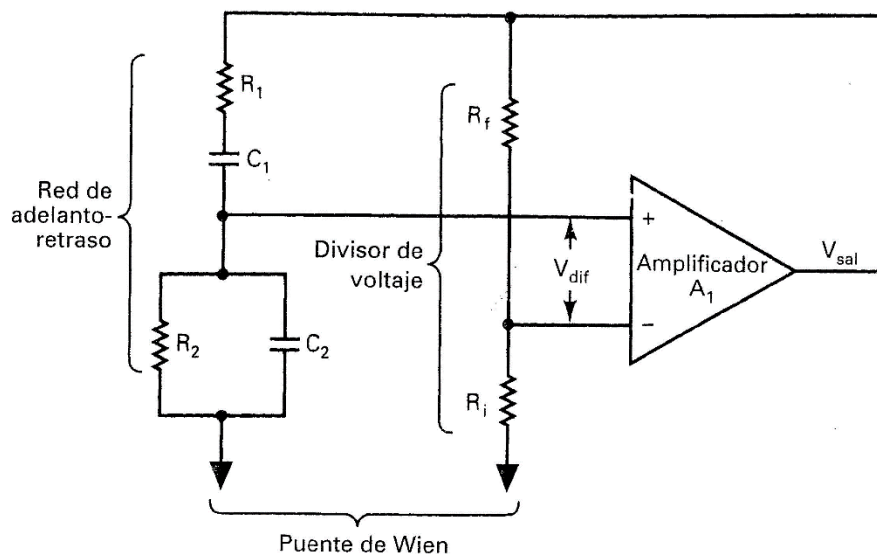 R1
Rf
C1
Red de
adelanto-
retraso
Divisor de
voltaje
Vdif
+
Amplificador
A1
−
Vsal
R2
C2
Ri
Puente de Wien